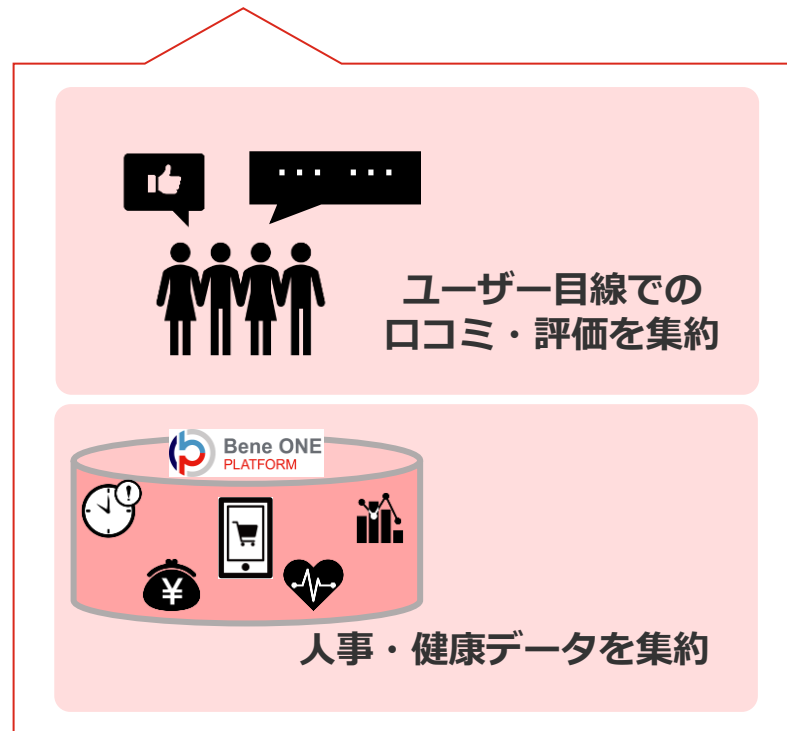 ユーザー目線での
口コミ・評価を集約
Bene ONE
PLATFORM
¥
人事・健康データを集約